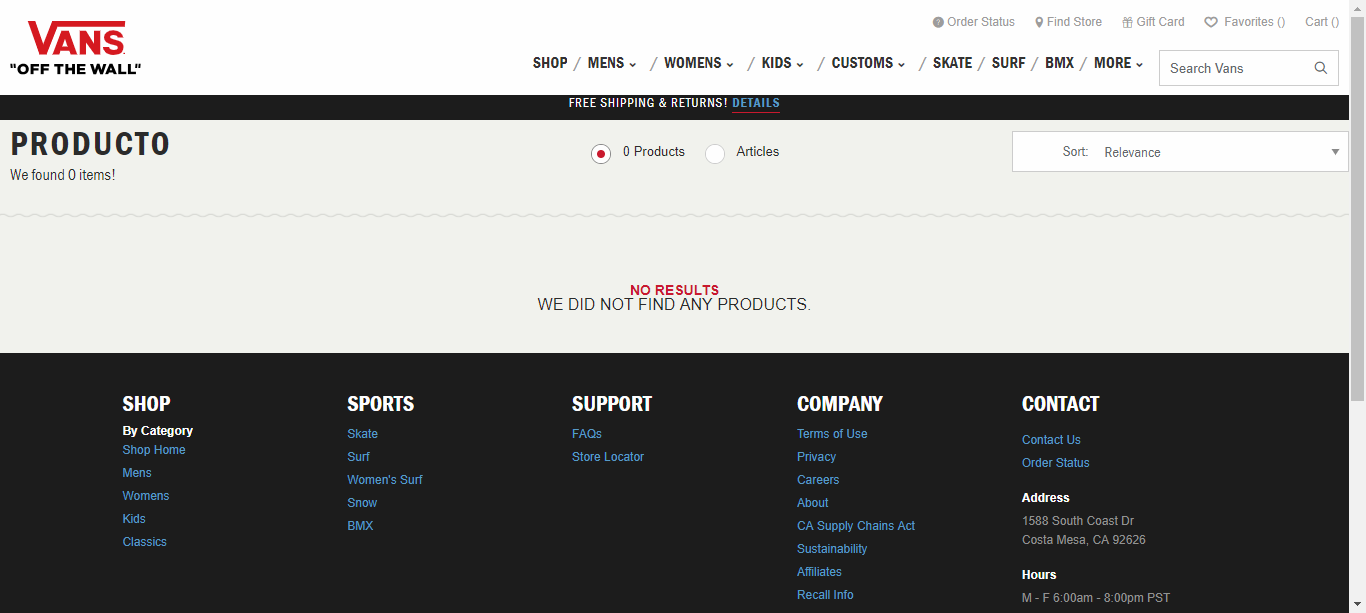 VANS
"OFF THE WALL"
Order Status Find Store Gift Card Favorites () Cart ()
SHOP / MENS / WOMENS / KIDS / CUSTOMS / SKATE / SURF / BMX / MORE
Search Vans
FREE SHIPPING & RETURNS! DETAILS
PRODUCTO
We found 0 items!
0 Products Articles
Sort: Relevance
NO RESULTS
WE DID NOT FIND ANY PRODUCTS.
SHOP
By Category
Shop Home
Mens
Womens
Kids
Classics
SPORTS
Skate
Surf
Women's Surf
Snow
BMX
SUPPORT
FAQs
Store Locator
COMPANY
Terms of Use
Privacy
Careers
About
CA Supply Chains Act
Sustainability
Affiliates
Recall Info
CONTACT
Contact Us
Order Status
Address
1588 South Coast Dr
Costa Mesa, CA 92626
Hours
M - F 6:00am - 8:00pm PST